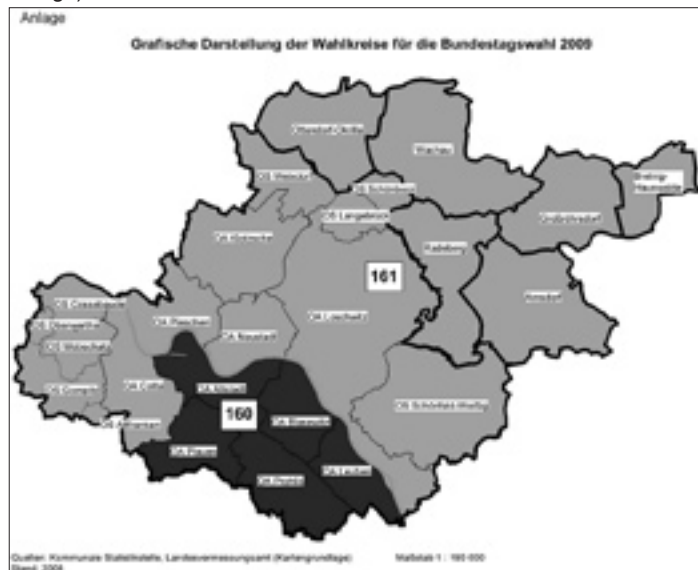 Anlage
Grafische Darstellung der Wahlkreise für die Bundestagswahl 2009
Ottendorf-Okrilla
Wachau
OS Weixdorf
OS Schönborn
Großröhrsdorf
OS Langebrück
OA Klotzsche
Radeberg
161
Arnsdorf
OS Cossebaude
OA Pieschen
OA Loschwitz
OS Oberwartha
OA Neustadt
OS Mobschatz
OS Gompitz
OA Cotta
OA Altstadt
OS Schönfeld-Weißig
160
OA Blasewitz
OS Altfranken
OA Plauen
OA Leuben
OA Prohlis
Quellen: Kommunale Statistikstelle, Landesvermessungsamt (Kartengrundlage)
Maßstab 1 :
Stand: 2008